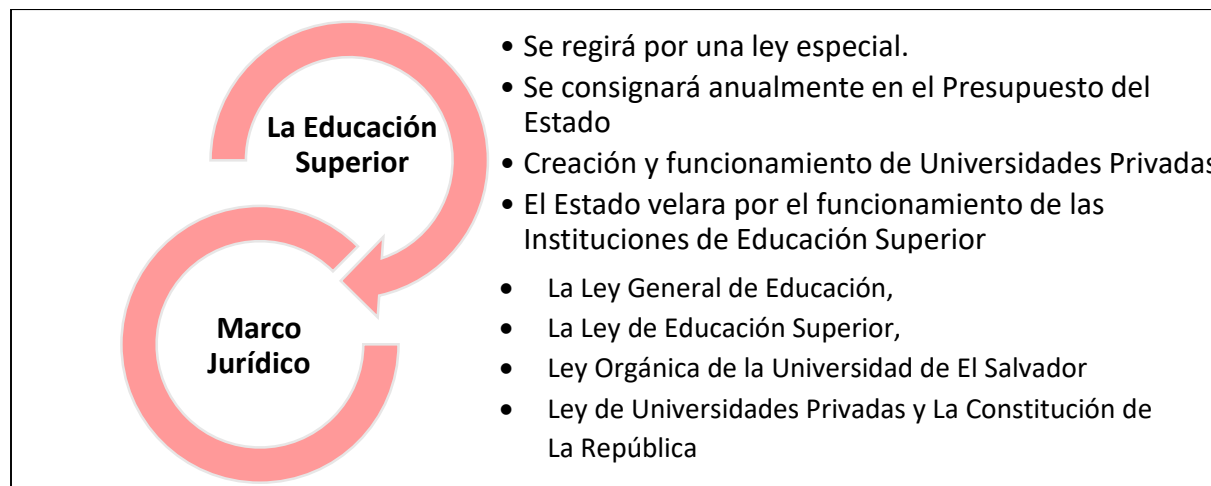 La Educación
Superior
• Se regirá por una ley especial.
• Se consignará anualmente en el Presupuesto del
Estado
• Creación y funcionamiento de Universidades Privadas
• El Estado velara por el funcionamiento de las
Instituciones de Educación Superior
Marco
Jurídico
• La Ley General de Educación,
• La Ley de Educación Superior,
• Ley Orgánica de la Universidad de El Salvador
• Ley de Universidades Privadas y La Constitución de
La República